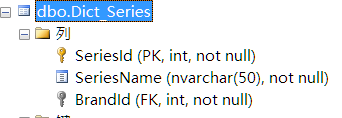 dbo.Dict_Series
列
SeriesId (PK, int, not null)
SeriesName (nvarchar(50), not null)
BrandId (FK, int, not null)